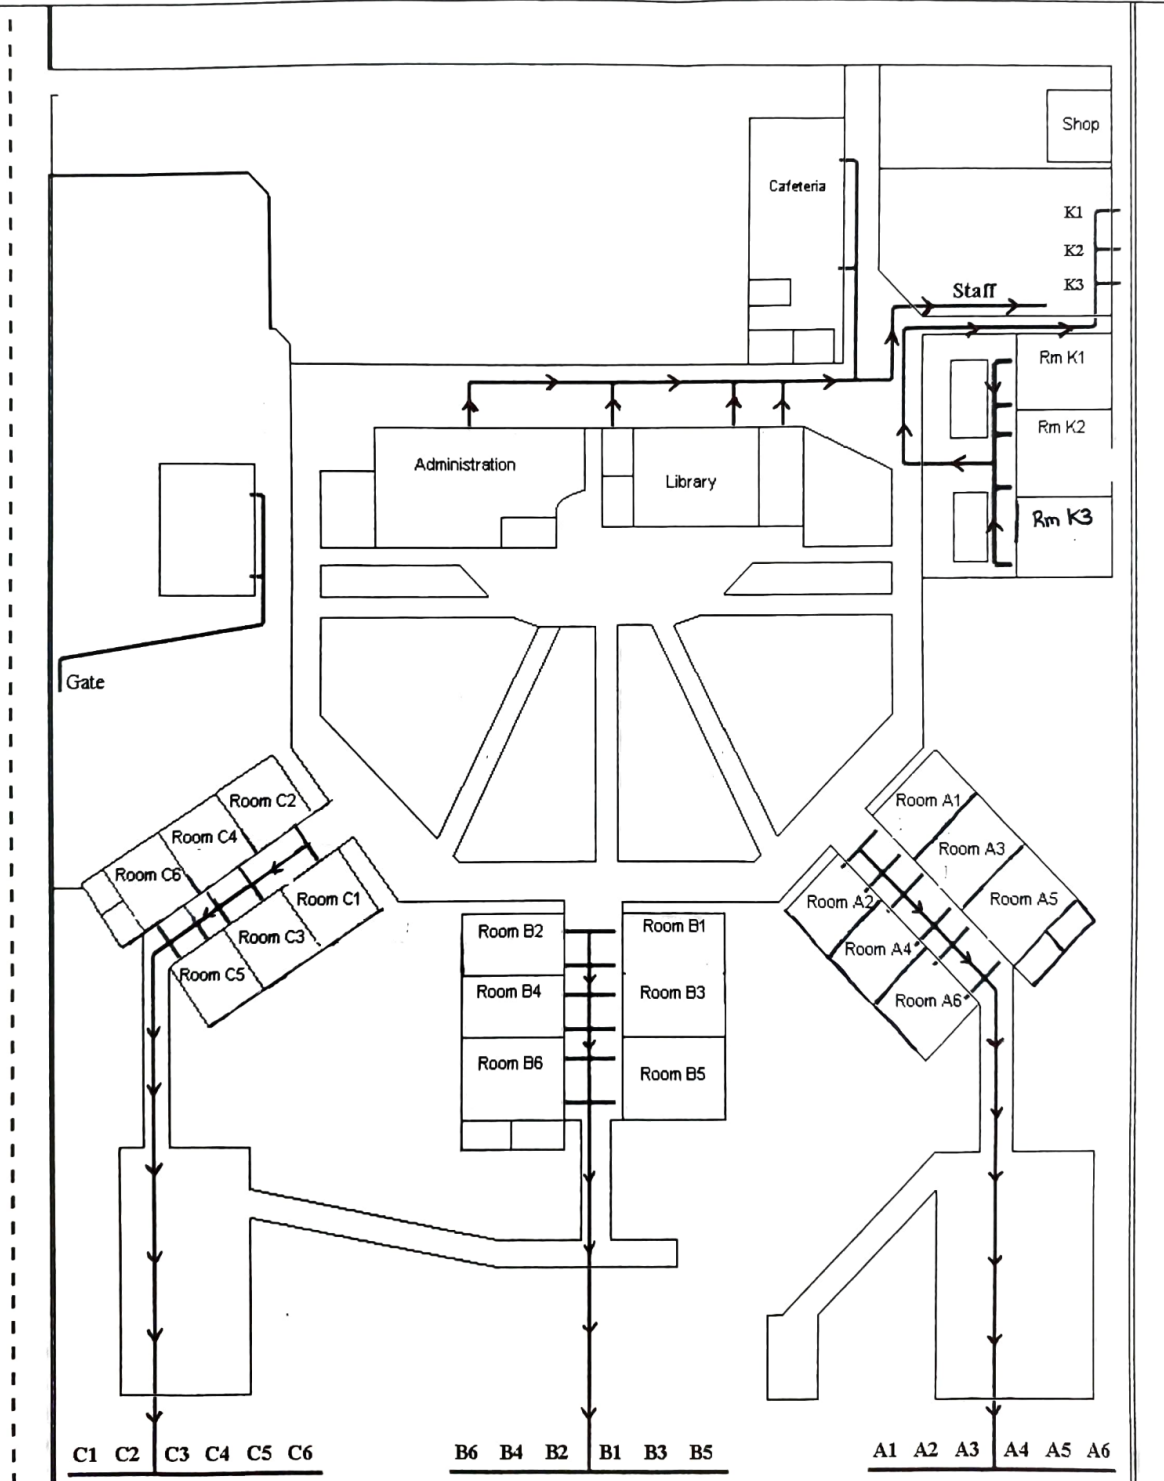 Shop
Cafeteria
K1
K2
K3
Staff
Rm K1
Rm K2
Administration
Library
Rm K3
Gate
Room C2
Room C4
Room C6
Room C1
Room C3
Room C5
Room A1
Room A3
Room A5
Room A2
Room A4
Room A6
Room B2
Room B1
Room B4
Room B3
Room B6
Room B5
C1 C2 C3 C4 C5 C6
B6 B4 B2 B1 B3 B5
A1 A2 A3 A4 A5 A6